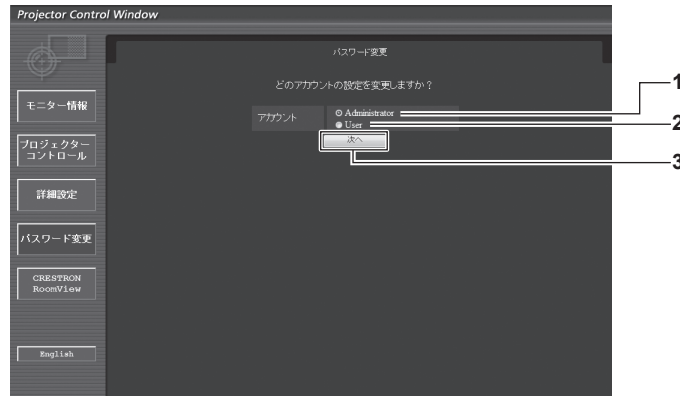 Projector Control Window
パスワード変更
どのアカウントの設定を変更しますか？
アカウント
Administrator
User
次へ
モニター情報
プロジェクター
コントロール
詳細設定
パスワード変更
CRESTRON
RoomView
English
1
2
3